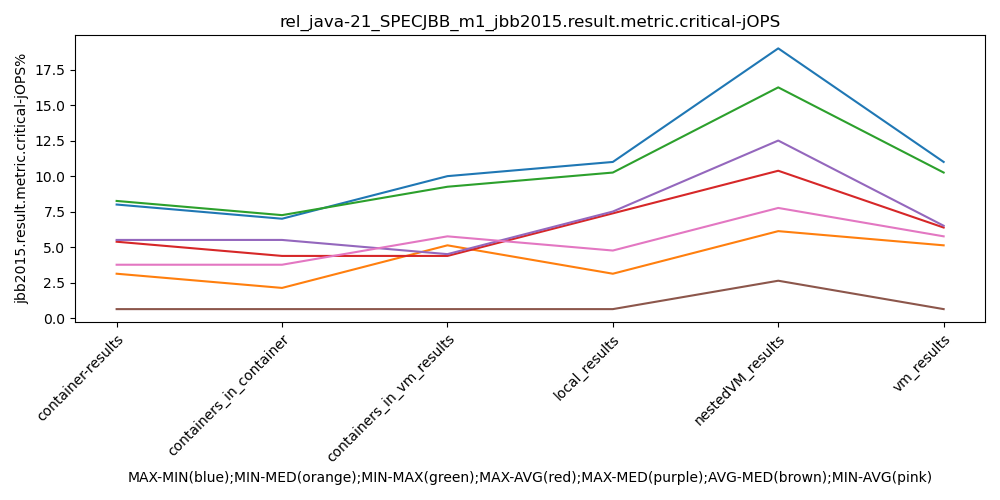 rel_java-21_SPECJBB_m1_jbb2015.result.metric.critical-jOPS
jbb2015.result.metric.critical-jOPS%
17.5
15.0
12.5
10.0
7.5
5.0
2.5
0.0
container-results
containers_in_container
containers_in_vm_results
local_results
nestedVM_results
vm_results
MAX-MIN(blue);MIN-MED(orange);MIN-MAX(green);MAX-AVG(red);MAX-MED(purple);AVG-MED(brown);MIN-AVG(pink)